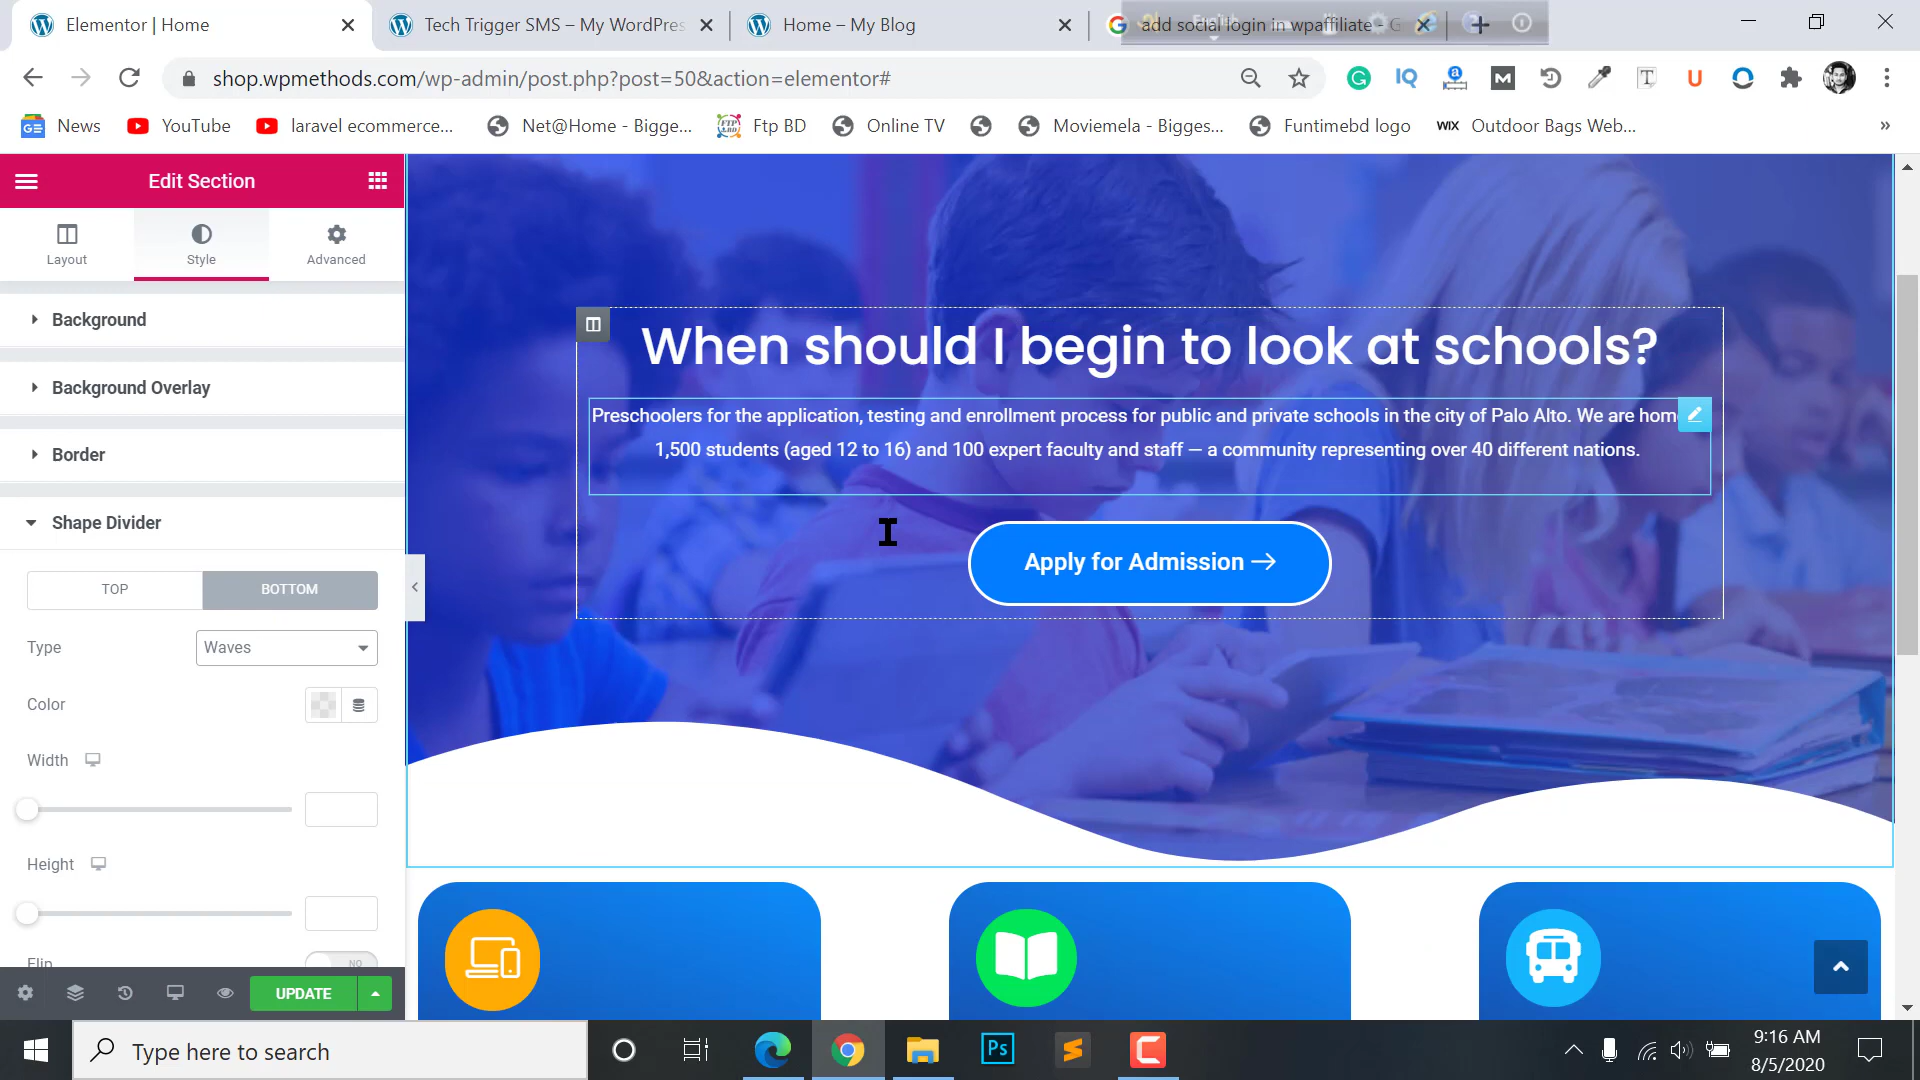 Elementor | Home
Tech Trigger SMS – My WordPres
Home – My Blog
add social login in wpaffiliate - G
shop.wpmethods.com/wp-admin/post.php?post=50&action=elementor#
News
YouTube
laravel ecommerce...
Net@Home - Bigge...
Ftp BD
Online TV
Moviemela - Bigges...
Funtimebd logo
WIX Outdoor Bags Web...
»
Edit Section
Layout
Style
Advanced
Background
Background Overlay
Border
Shape Divider
TOP
BOTTOM
Type
Waves
Color
Width
Height
Flip
NO
UPDATE
When should I begin to look at schools?
Preschoolers for the application, testing and enrollment process for public and private schools in the city of Palo Alto. We are hom
1,500 students (aged 12 to 16) and 100 expert faculty and staff — a community representing over 40 different nations.
Apply for Admission →
Type here to search
Ps
9:16 AM
8/5/2020